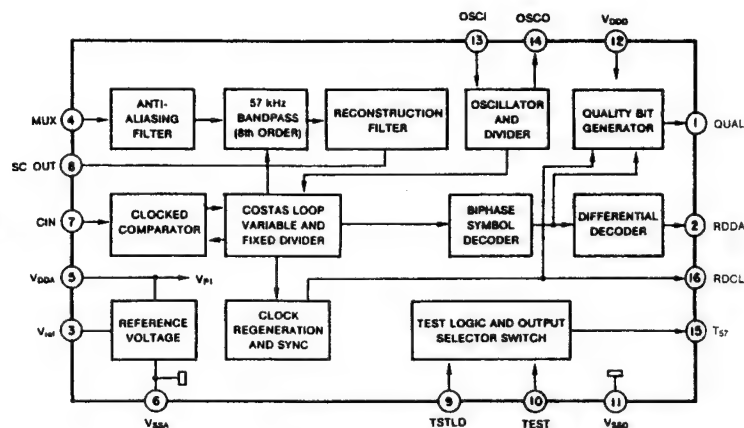 OSCI
OSCO
VDDD
13
14
12
ANTI-
ALIASING
FILTER
57 kHz
BANDPASS
(8th ORDER)
RECONSTRUCTION
FILTER
OSCILLATOR
AND
DIVIDER
QUALITY BIT
GENERATOR
MUX
4
1
QUAL
SC OUT
8
CIN
7
CLOCKED
COMPARATOR
COSTAS LOOP
VARIABLE AND
FIXED DIVIDER
BIPHASE
SYMBOL
DECODER
DIFFERENTIAL
DECODER
2
RDDA
VDDA
5
VP1
16
RDCL
Vref
3
REFERENCE
VOLTAGE
CLOCK
REGENERATION
AND SYNC
TEST LOGIC AND OUTPUT
SELECTOR SWITCH
15
T57
6
9
10
11
VSSA
TSTLD
TEST
VSSD